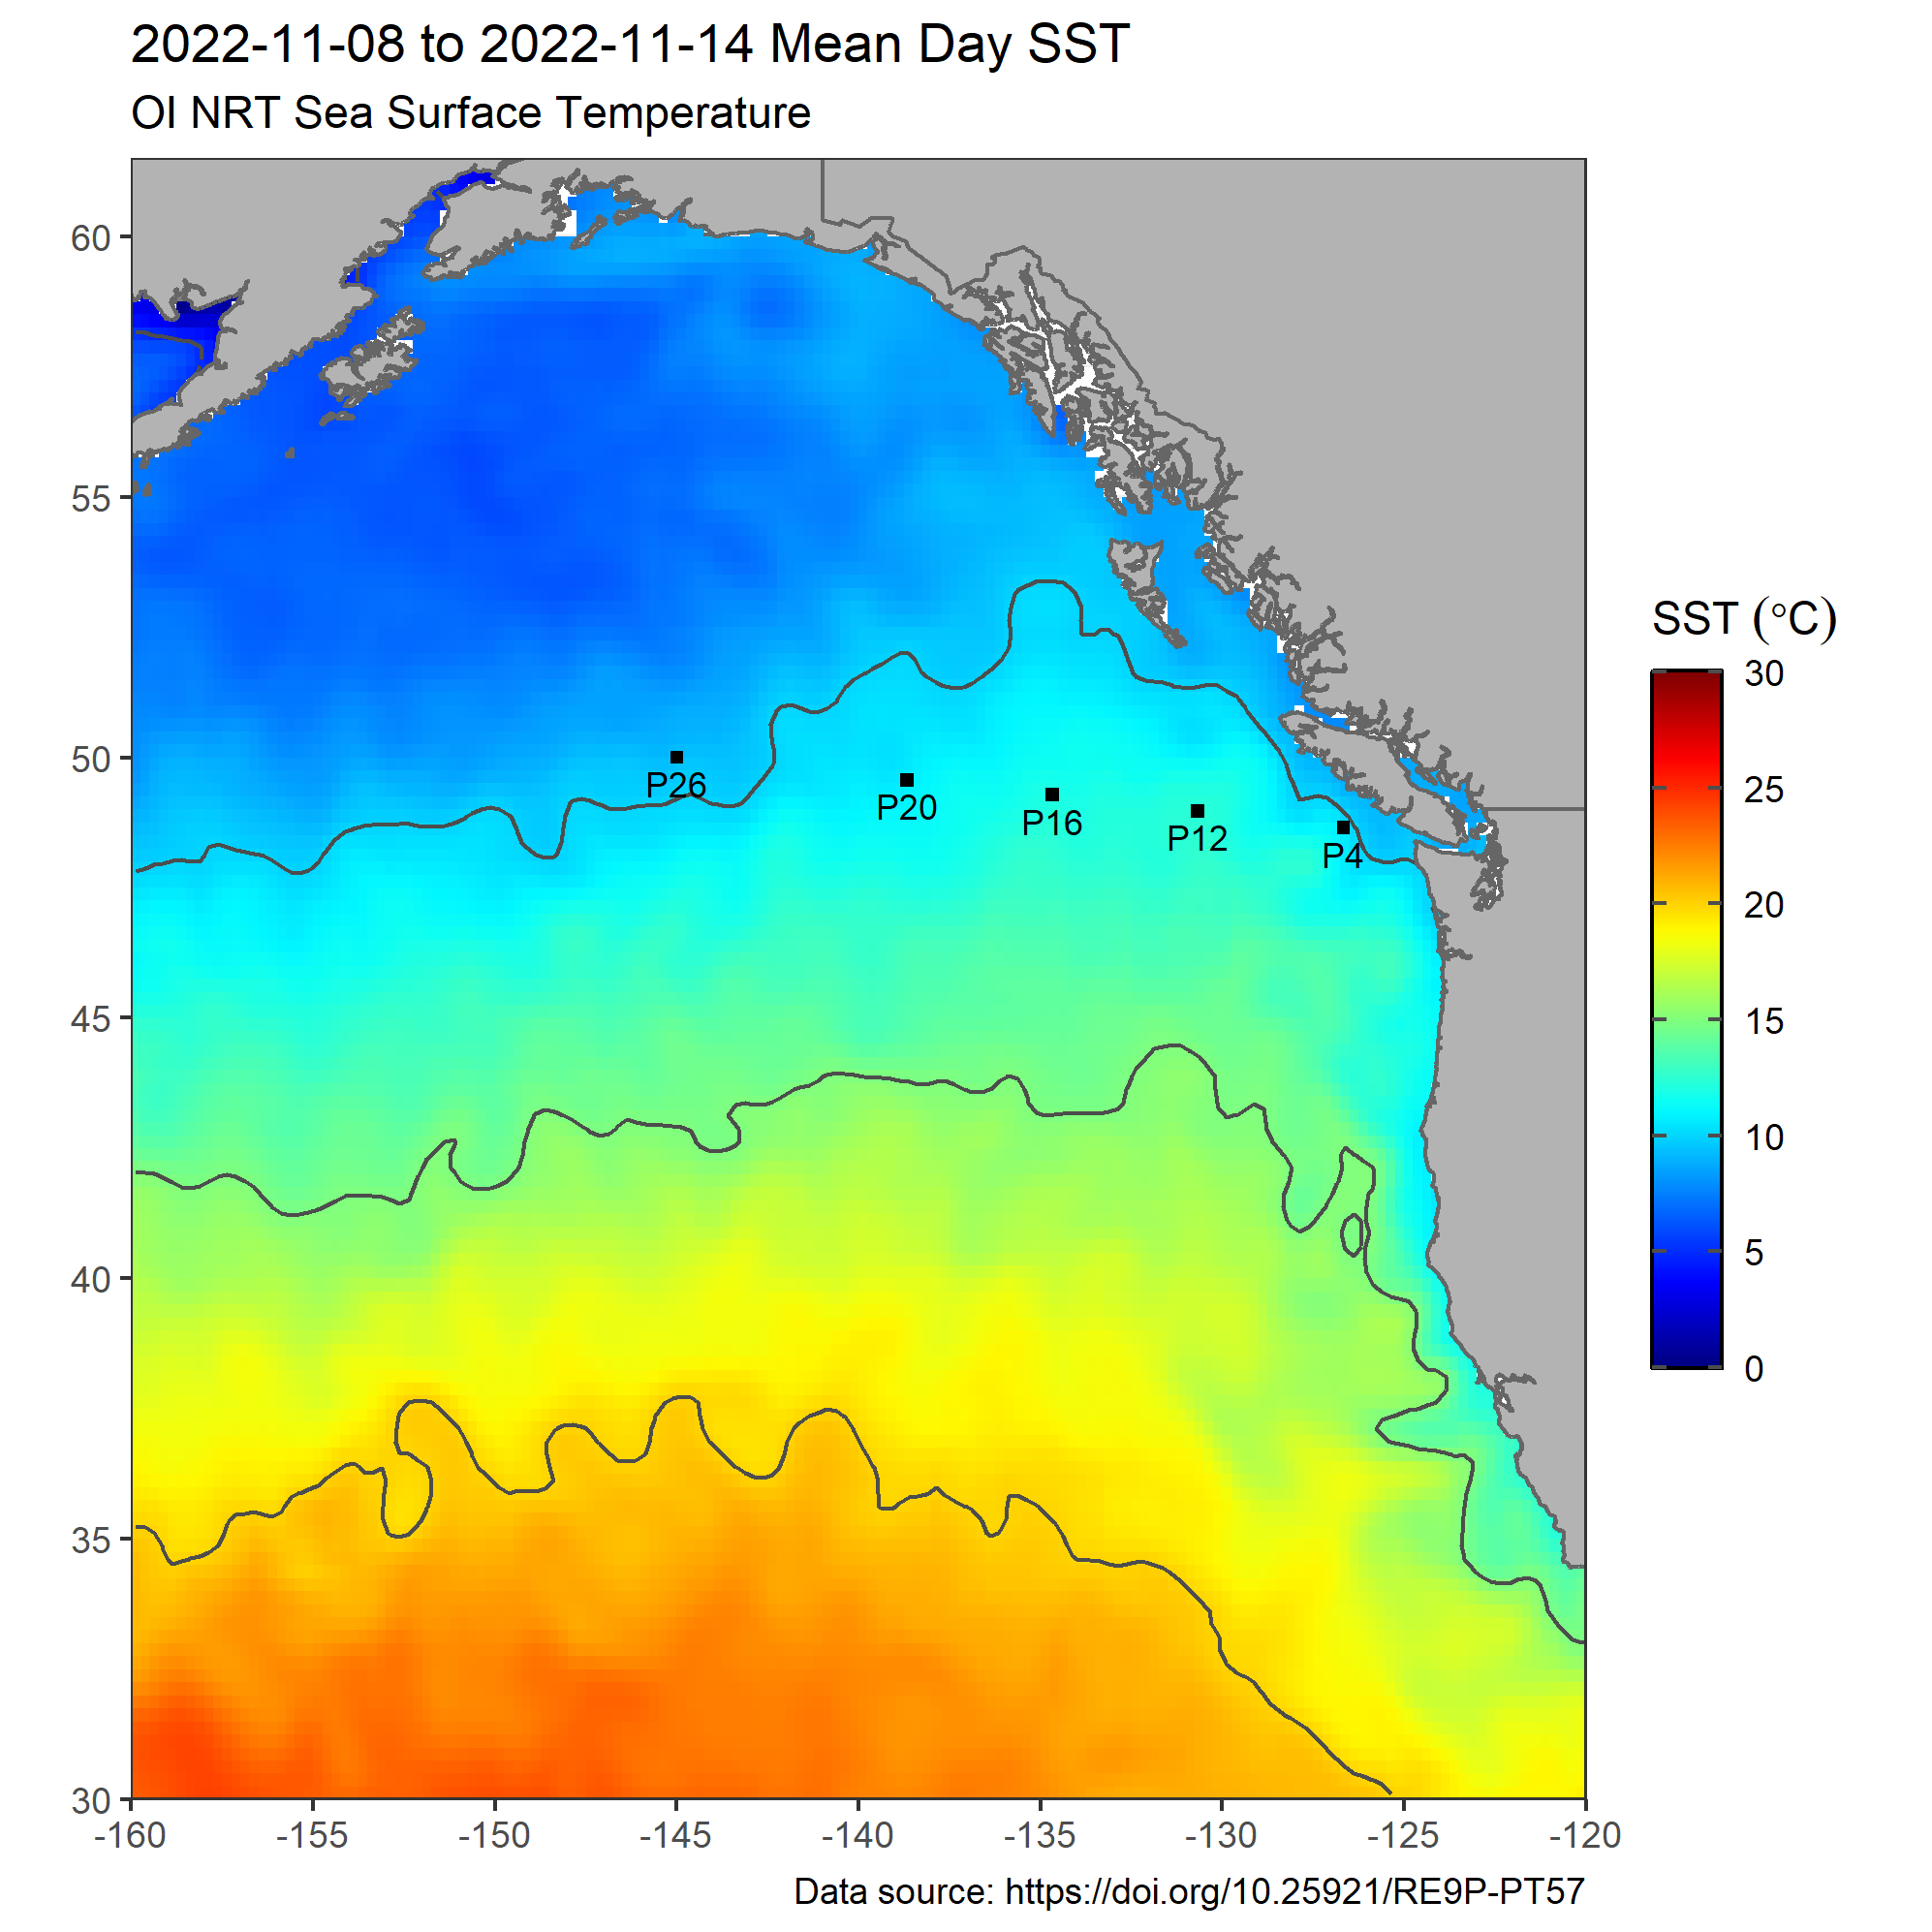 2022-11-08 to 2022-11-14 Mean Day SST
OI NRT Sea Surface Temperature
60
55
50
45
40
35
30
-160 -155 -150 -145 -140 -135 -130 -125 -120
P26
P20
P16
P12
P4
SST (°C)
30
25
20
15
10
5
0
Data source: https://doi.org/10.25921/RE9P-PT57